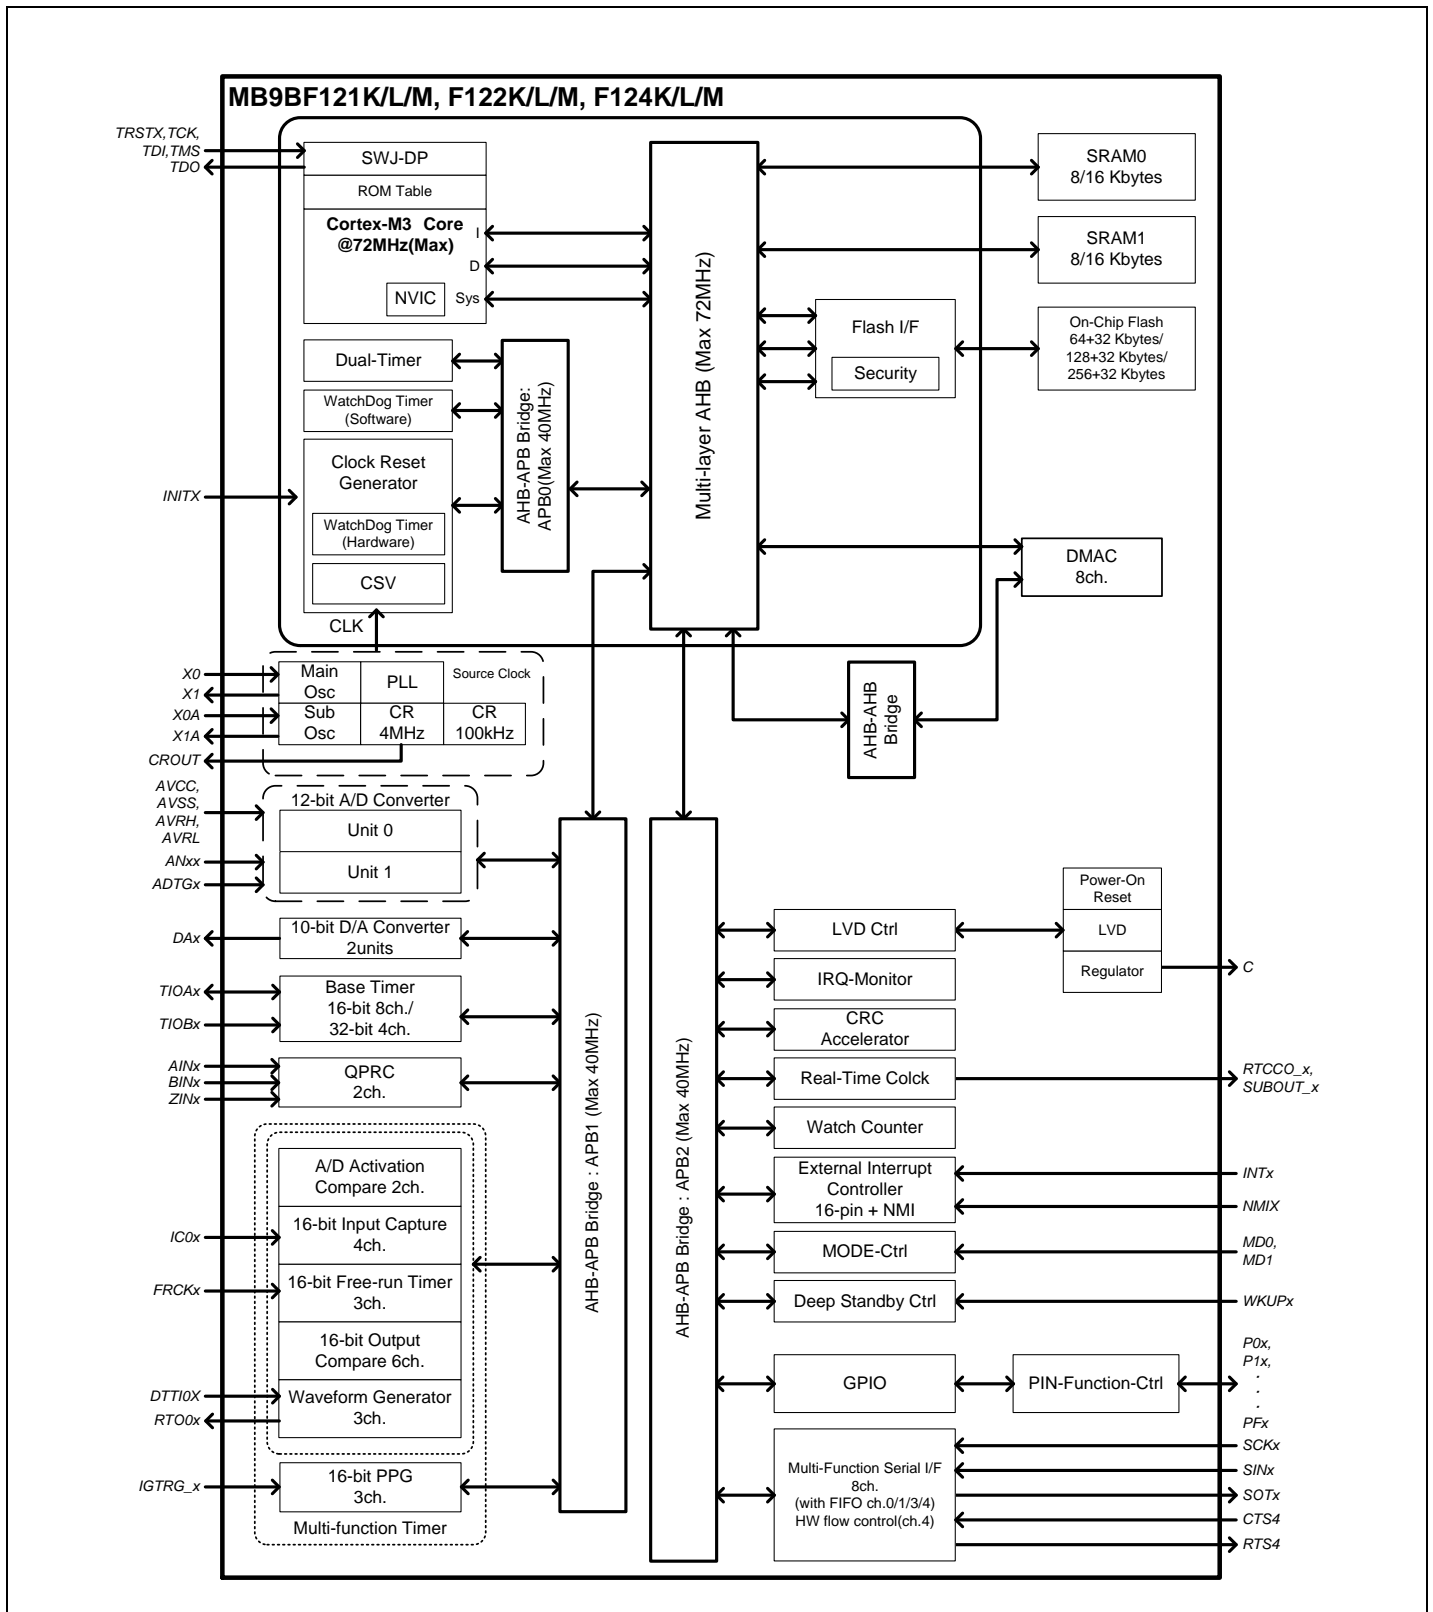 MB9BF121K/L/M, F122K/L/M, F124K/L/M
TRSTX,TCK,
TDI,TMS
TDO
SWJ-DP
ROM Table
Cortex-M3 Core
@72MHz(Max)
I
D
Sys
NVIC
Dual-Timer
WatchDog Timer
(Software)
Clock Reset
Generator
WatchDog Timer
(Hardware)
CSV
CLK
INITX
AHB-APB Bridge:
APB0(Max 40MHz)
Multi-layer AHB (Max 72MHz)
SRAM0
8/16 Kbytes
SRAM1
8/16 Kbytes
Flash I/F
Security
On-Chip Flash
64+32 Kbytes/
128+32 Kbytes/
256+32 Kbytes
DMAC
8ch.
AHB-AHB
Bridge
X0
X1
X0A
X1A
CROUT
Main
Osc
PLL
Source Clock
Sub
Osc
CR
4MHz
CR
100kHz
AVCC,
AVSS,
AVRH,
AVRL
ANxx
ADTGx
12-bit A/D Converter
Unit 0
Unit 1
DAx
10-bit D/A Converter
2units
TIOAx
TIOBx
Base Timer
16-bit 8ch./
32-bit 4ch.
AINx
BINx
ZINx
QPRC
2ch.
A/D Activation
Compare 2ch.
IC0x
16-bit Input Capture
4ch.
FRCKx
16-bit Free-run Timer
3ch.
16-bit Output
Compare 6ch.
DTTI0X
RTO0x
Waveform Generator
3ch.
IGTRG_x
16-bit PPG
3ch.
Multi-function Timer
AHB-APB Bridge : APB1 (Max 40MHz)
AHB-APB Bridge : APB2 (Max 40MHz)
LVD Ctrl
Power-On
Reset
LVD
Regulator
C
IRQ-Monitor
CRC
Accelerator
Real-Time Colck
RTCCO_x,
SUBOUT_x
Watch Counter
External Interrupt
Controller
16-pin + NMI
INTx
NMIX
MODE-Ctrl
MD0,
MD1
Deep Standby Ctrl
WKUPx
GPIO
PIN-Function-Ctrl
P0x,
P1x,
.
.
.
PFx
Multi-Function Serial I/F
8ch.
(with FIFO ch.0/1/3/4)
HW flow control(ch.4)
SCKx
SINx
SOTx
CTS4
RTS4